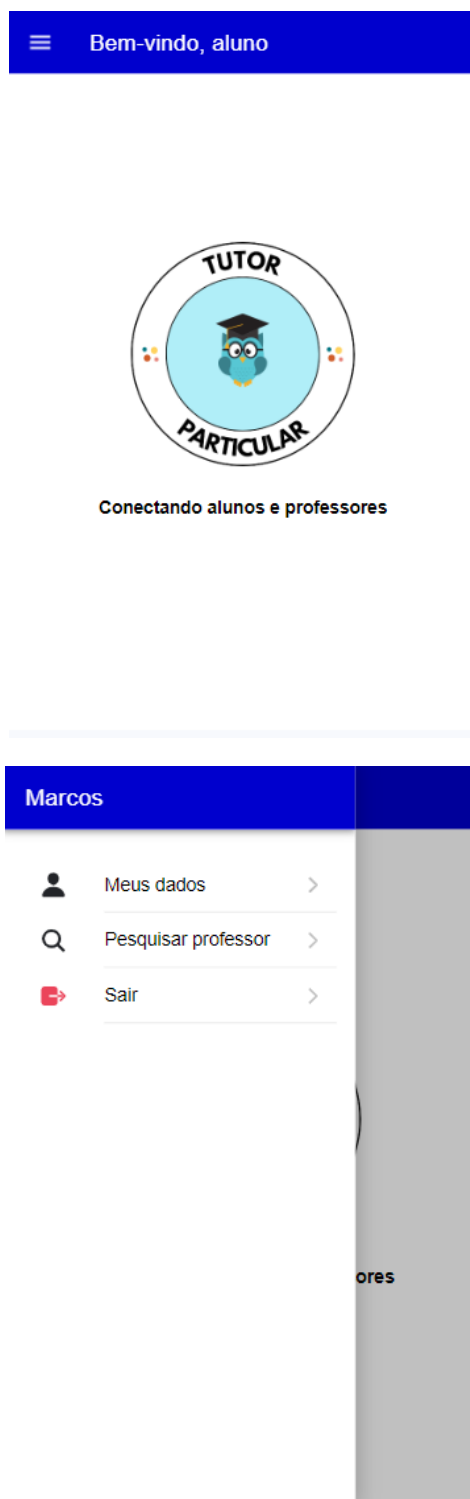 Bem-vindo, aluno
TUTOR
PARTICULAR
Conectando alunos e professores
Marcos
Meus dados
Pesquisar professor
Sair
ores